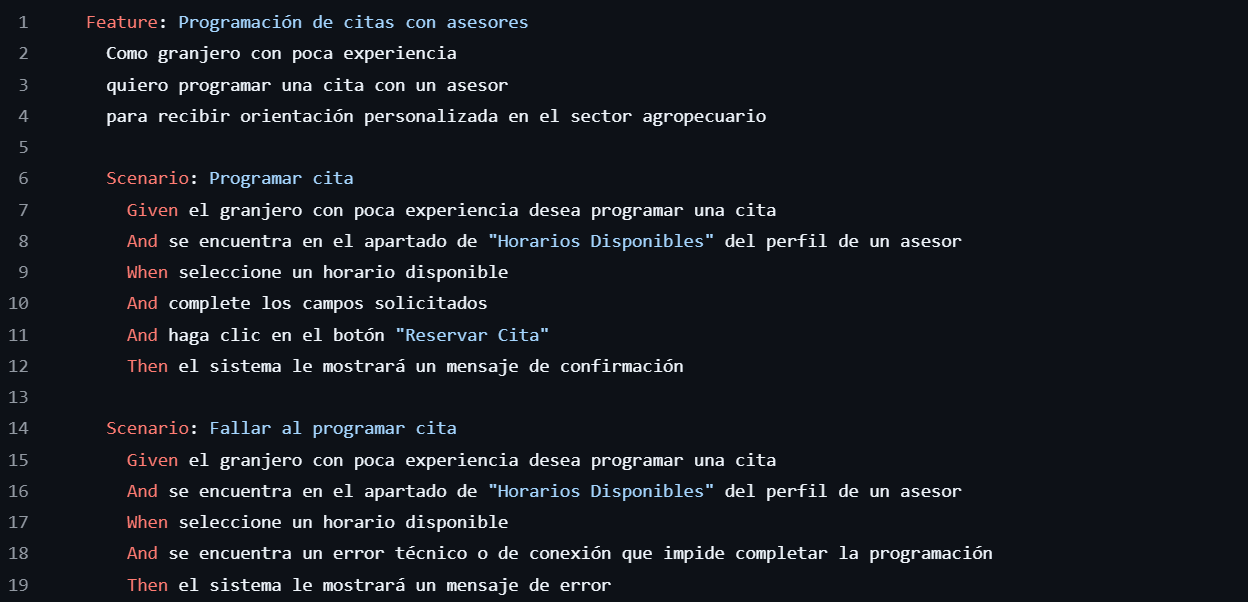 1 Feature: Programación de citas con asesores
2 Como granjero con poca experiencia
3 quiero programar una cita con un asesor
4 para recibir orientación personalizada en el sector agropecuario
5
6 Scenario: Programar cita
7 Given el granjero con poca experiencia desea programar una cita
8 And se encuentra en el apartado de "Horarios Disponibles" del perfil de un asesor
9 When seleccione un horario disponible
10 And complete los campos solicitados
11 And haga clic en el botón "Reservar Cita"
12 Then el sistema le mostrará un mensaje de confirmación
13
14 Scenario: Fallar al programar cita
15 Given el granjero con poca experiencia desea programar una cita
16 And se encuentra en el apartado de "Horarios Disponibles" del perfil de un asesor
17 When seleccione un horario disponible
18 And se encuentra un error técnico o de conexión que impide completar la programación
19 Then el sistema le mostrará un mensaje de error